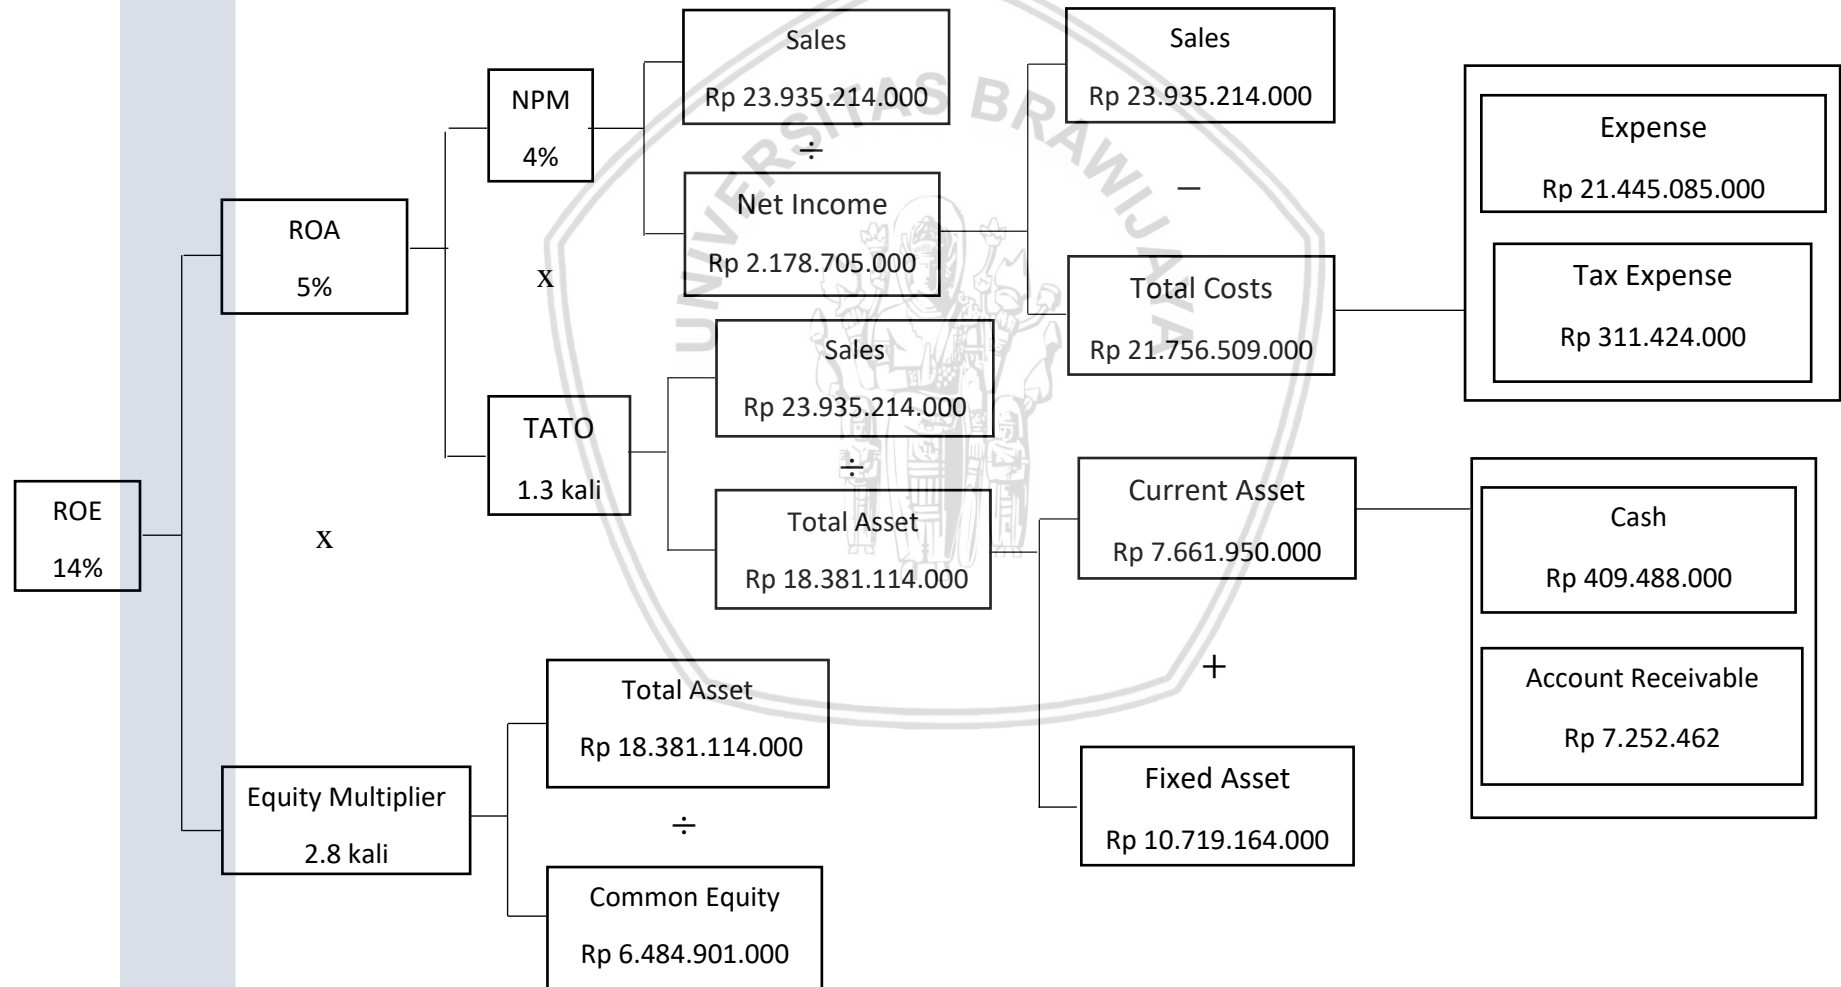 Sales
Rp 23.935.214.000
÷
Net Income
Rp 2.178.705.000
Sales
Rp 23.935.214.000
–
Total Costs
Rp 21.756.509.000
Expense
Rp 21.445.085.000
Tax Expense
Rp 311.424.000
NPM
4%
ROA
5%
x
TATO
1.3 kali
Sales
Rp 23.935.214.000
÷
Total Asset
Rp 18.381.114.000
Current Asset
Rp 7.661.950.000
+
Fixed Asset
Rp 10.719.164.000
Cash
Rp 409.488.000
Account Receivable
Rp 7.252.462
ROE
14%
x
Equity Multiplier
2.8 kali
Total Asset
Rp 18.381.114.000
÷
Common Equity
Rp 6.484.901.000
UNIVERSITAS BRAWIJAYA